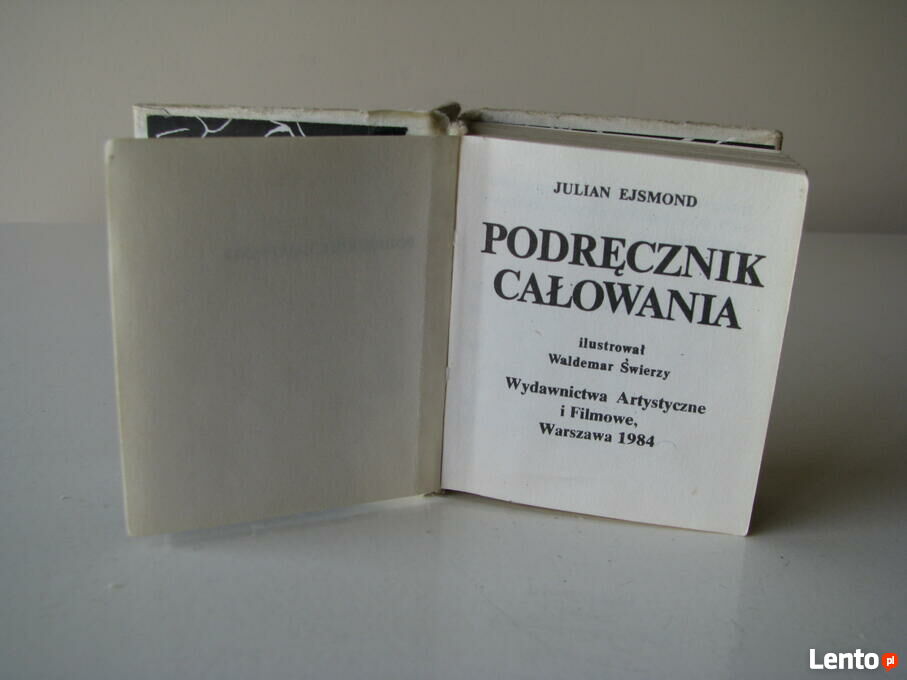 JULIAN EJSMOND
PODRĘCZNIK
CAŁOWANIA
ilustrował
Waldemar Świerzy
Wydawnictwa Artystyczne
i Filmowe,
Warszawa 1984
Lento.pl